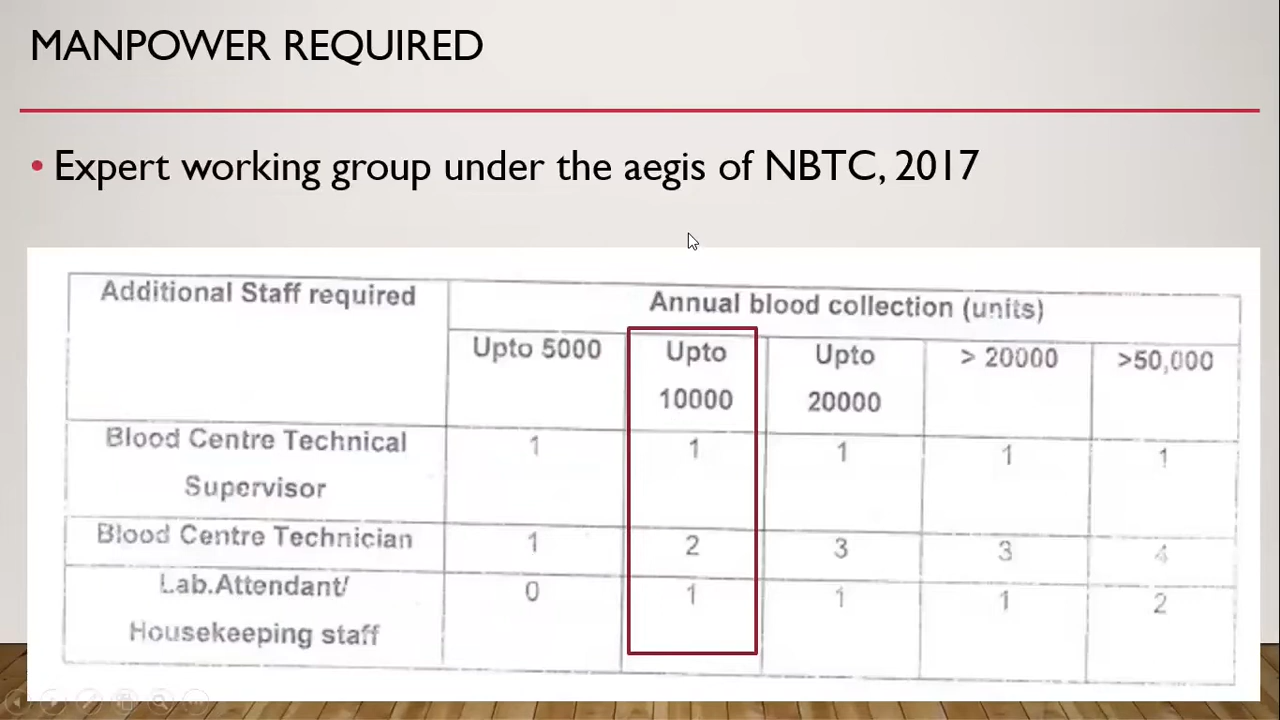 MANPOWER REQUIRED
• Expert working group under the aegis of NBTC, 2017
Additional Staff required
Annual blood collection (units)
Upto 5000
Upto
10000
Upto
20000
> 20000
>50,000
Blood Centre Technical
Supervisor
1
1
1
1
1
Blood Centre Technician
1
2
3
3
4
Lab.Attendant/
Housekeeping staff
0
1
1
1
2